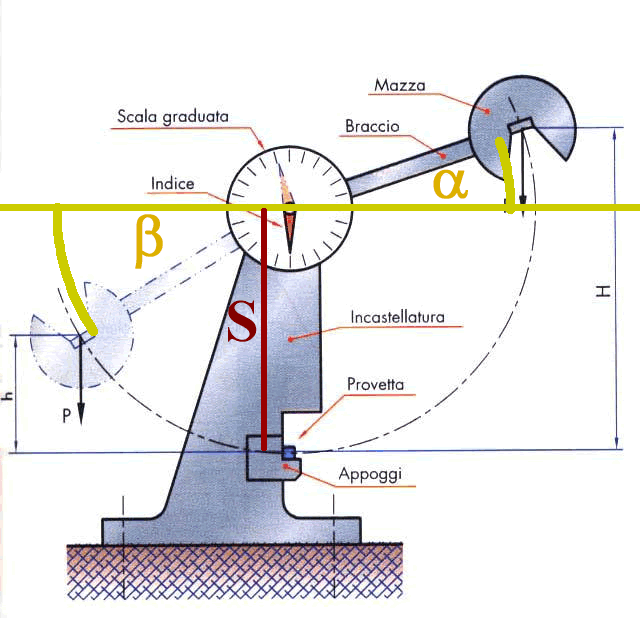 Mazza
Scala graduata
Braccio
Indice
α
β
H
S
Incastellatura
h
P
Provetta
Appoggi